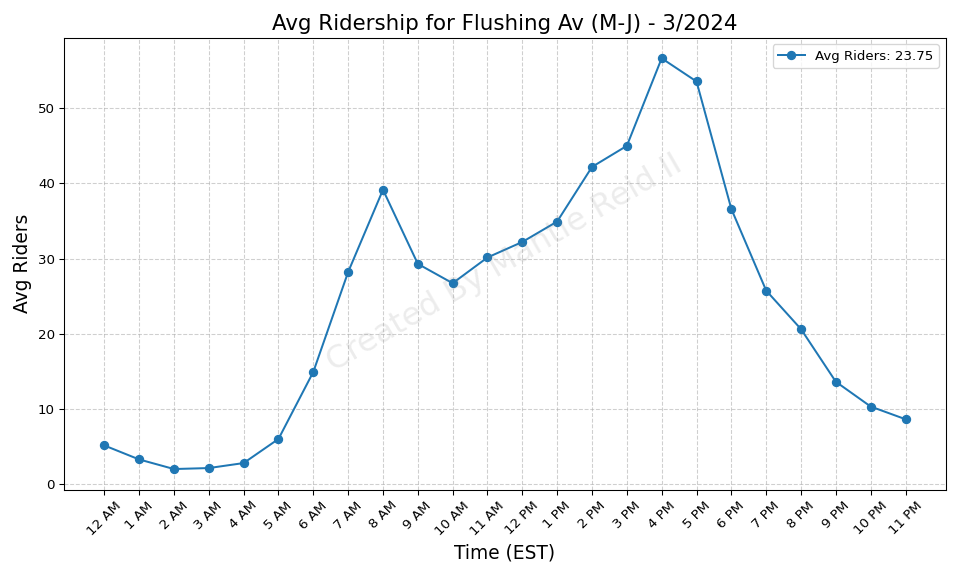 Avg Ridership for Flushing Av (M-J) - 3/2024
Avg Riders: 23.75
Avg Riders
50
40
30
20
10
0
Created By Mantie Reid II
12 AM
1 AM
2 AM
3 AM
4 AM
5 AM
6 AM
7 AM
8 AM
9 AM
10 AM
11 AM
12 PM
1 PM
2 PM
3 PM
4 PM
5 PM
6 PM
7 PM
8 PM
9 PM
10 PM
11 PM
Time (EST)